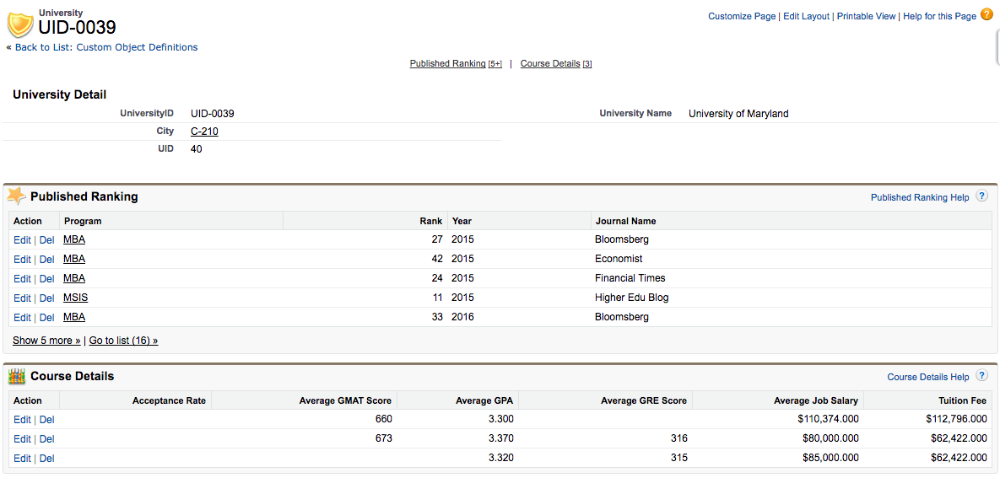 University
UID-0039
Customize Page | Edit Layout | Printable View | Help for this Page ?
« Back to List: Custom Object Definitions
Published Ranking [5+] | Course Details [3]
University Detail
UniversityID UID-0039 University Name University of Maryland
City C-210
UID 40
Published Ranking Published Ranking Help ?
Action Program Rank Year Journal Name
Edit | Del MBA 27 2015 Bloomsberg
Edit | Del MBA 42 2015 Economist
Edit | Del MBA 24 2015 Financial Times
Edit | Del MSIS 11 2015 Higher Edu Blog
Edit | Del MBA 33 2016 Bloomsberg
Show 5 more » | Go to list (16) »
Course Details Course Details Help ?
Action Acceptance Rate Average GMAT Score Average GPA Average GRE Score Average Job Salary Tuition Fee
Edit | Del 660 3.300 $110,374.000 $112,796.000
Edit | Del 673 3.370 316 $80,000.000 $62,422.000
Edit | Del 3.320 315 $85,000.000 $62,422.000